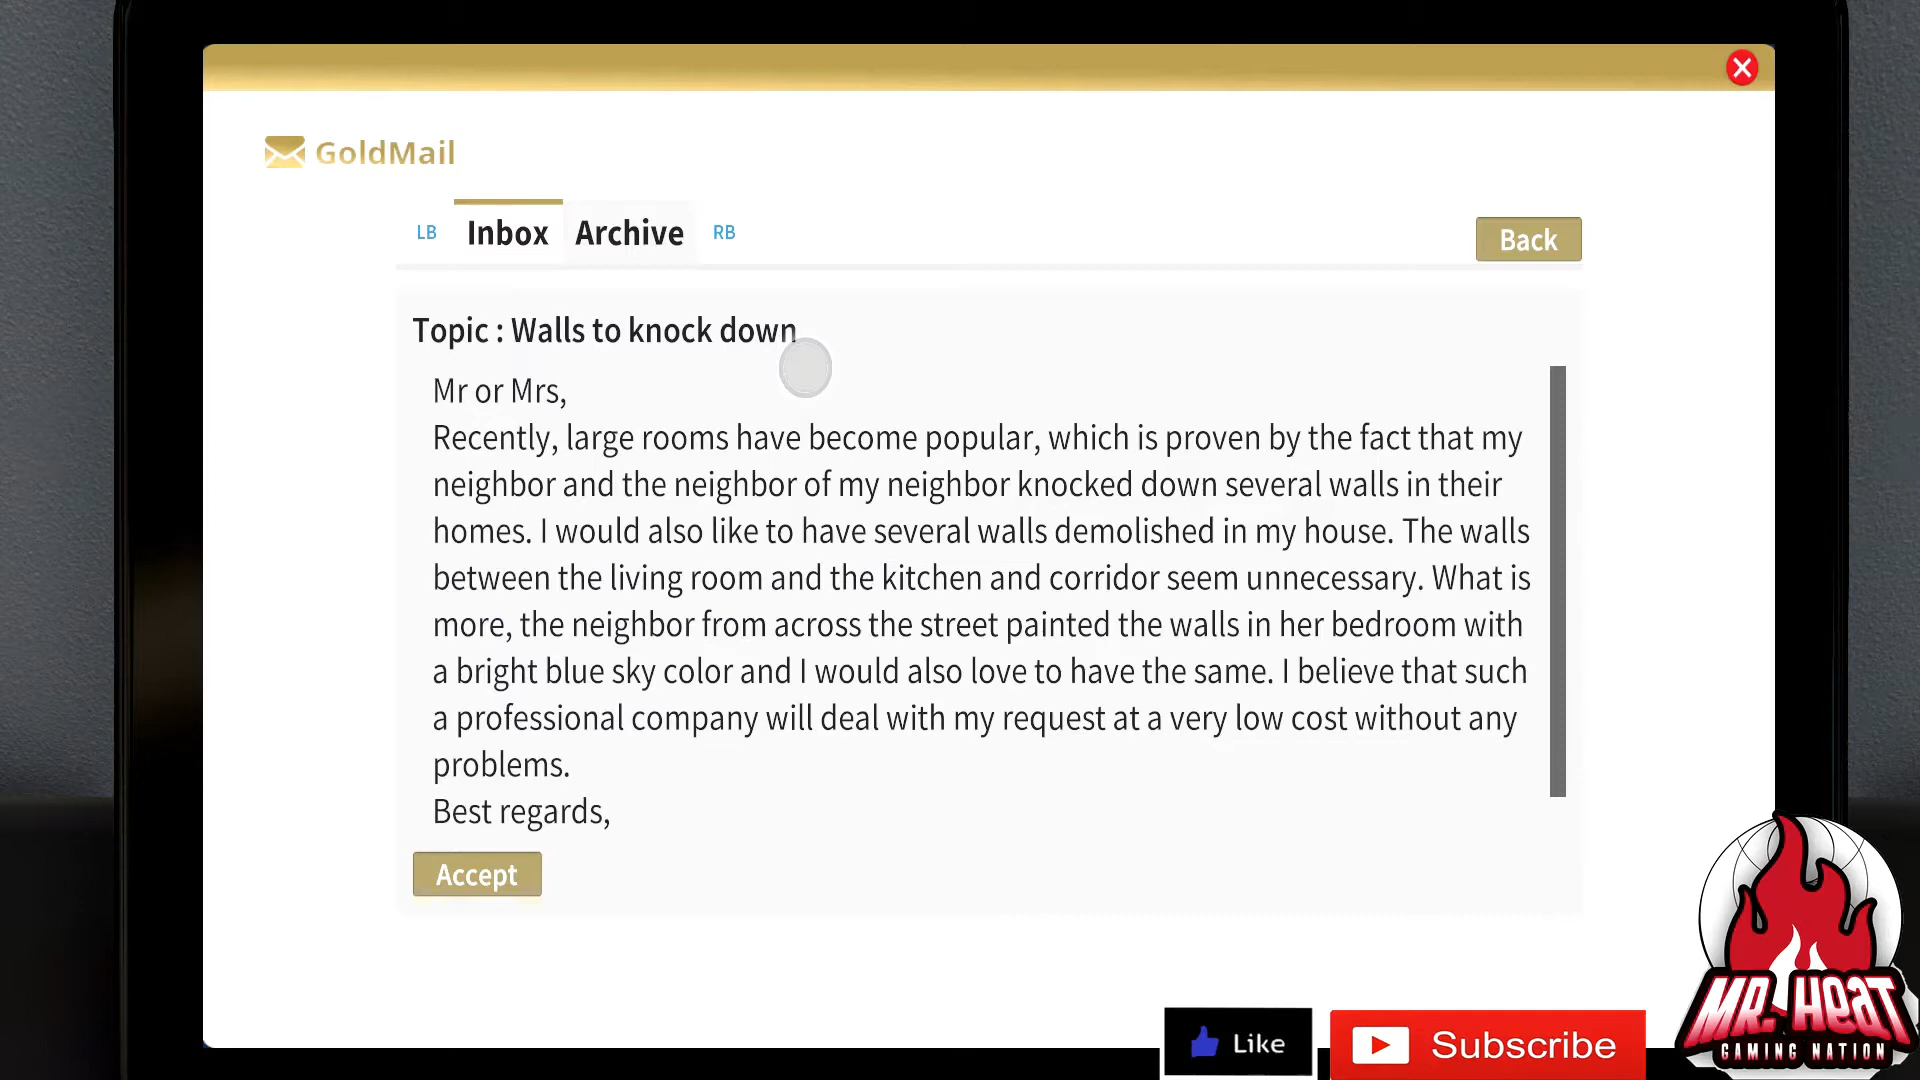 GoldMail
LB Inbox Archive RB
Back
Topic : Walls to knock down
Mr or Mrs,
Recently, large rooms have become popular, which is proven by the fact that my
neighbor and the neighbor of my neighbor knocked down several walls in their
homes. I would also like to have several walls demolished in my house. The walls
between the living room and the kitchen and corridor seem unnecessary. What is
more, the neighbor from across the street painted the walls in her bedroom with
a bright blue sky color and I would also love to have the same. I believe that such
a professional company will deal with my request at a very low cost without any
problems.
Best regards,
Accept
Like
Subscribe
MR. HEAT
GAMING NATION